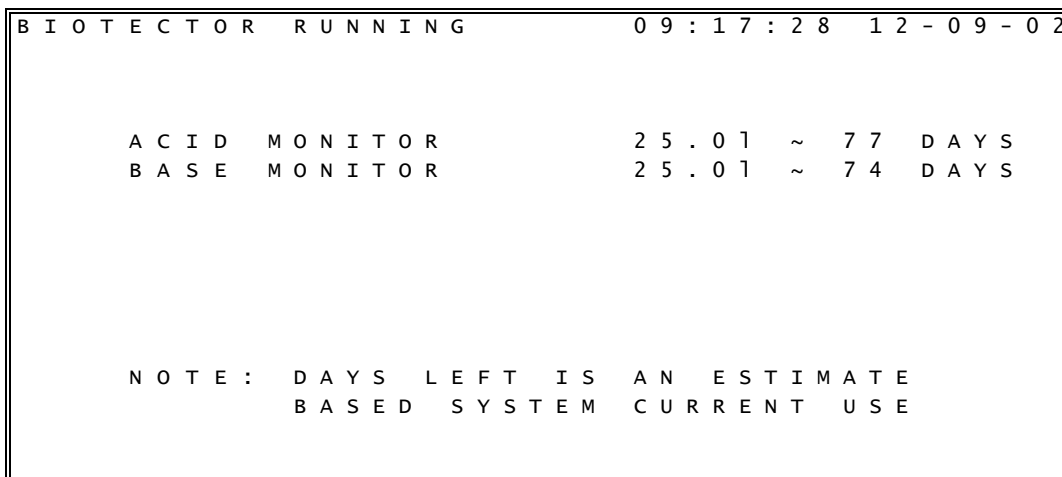 BIOTECTOR RUNNING 09:17:28 12-09-02
ACID MONITOR 25.0l ~ 77 DAYS
BASE MONITOR 25.0l ~ 74 DAYS
NOTE: DAYS LEFT IS AN ESTIMATE
BASED SYSTEM CURRENT USE